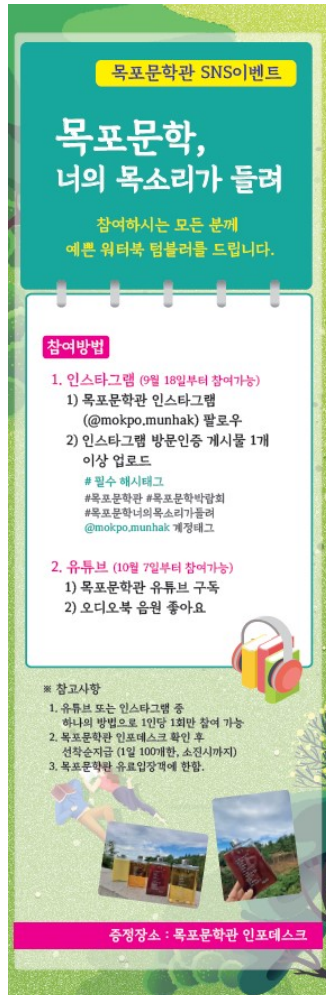 목포문학관 SNS이벤트
목포문학,
너의 목소리가 들려
참여하시는 모든 분께
예쁜 워터북 텀블러를 드립니다.
참여방법
1. 인스타그램 (9월 18일부터 참여가능)
1) 목포문학관 인스타그램
(@mokpo.munhak) 팔로우
2) 인스타그램 방문인증 게시물 1개
이상 업로드
# 필수 해시태그
#목포문학관 #목포문학박람회
#목포문학너의목소리가들려
@mokpo.munhak 계정태그
2. 유튜브 (10월 7일부터 참여가능)
1) 목포문학관 유튜브 구독
2) 오디오북 음원 좋아요
※ 참고사항
1. 유튜브 또는 인스타그램 중
하나의 방법으로 1인당 1회만 참여 가능
2. 목포문학관 인포데스크 확인 후
선착순지급 (1일 100개한, 소진시까지)
3. 목포문학관 유료입장객에 한함.
증정장소 : 목포문학관 인포데스크